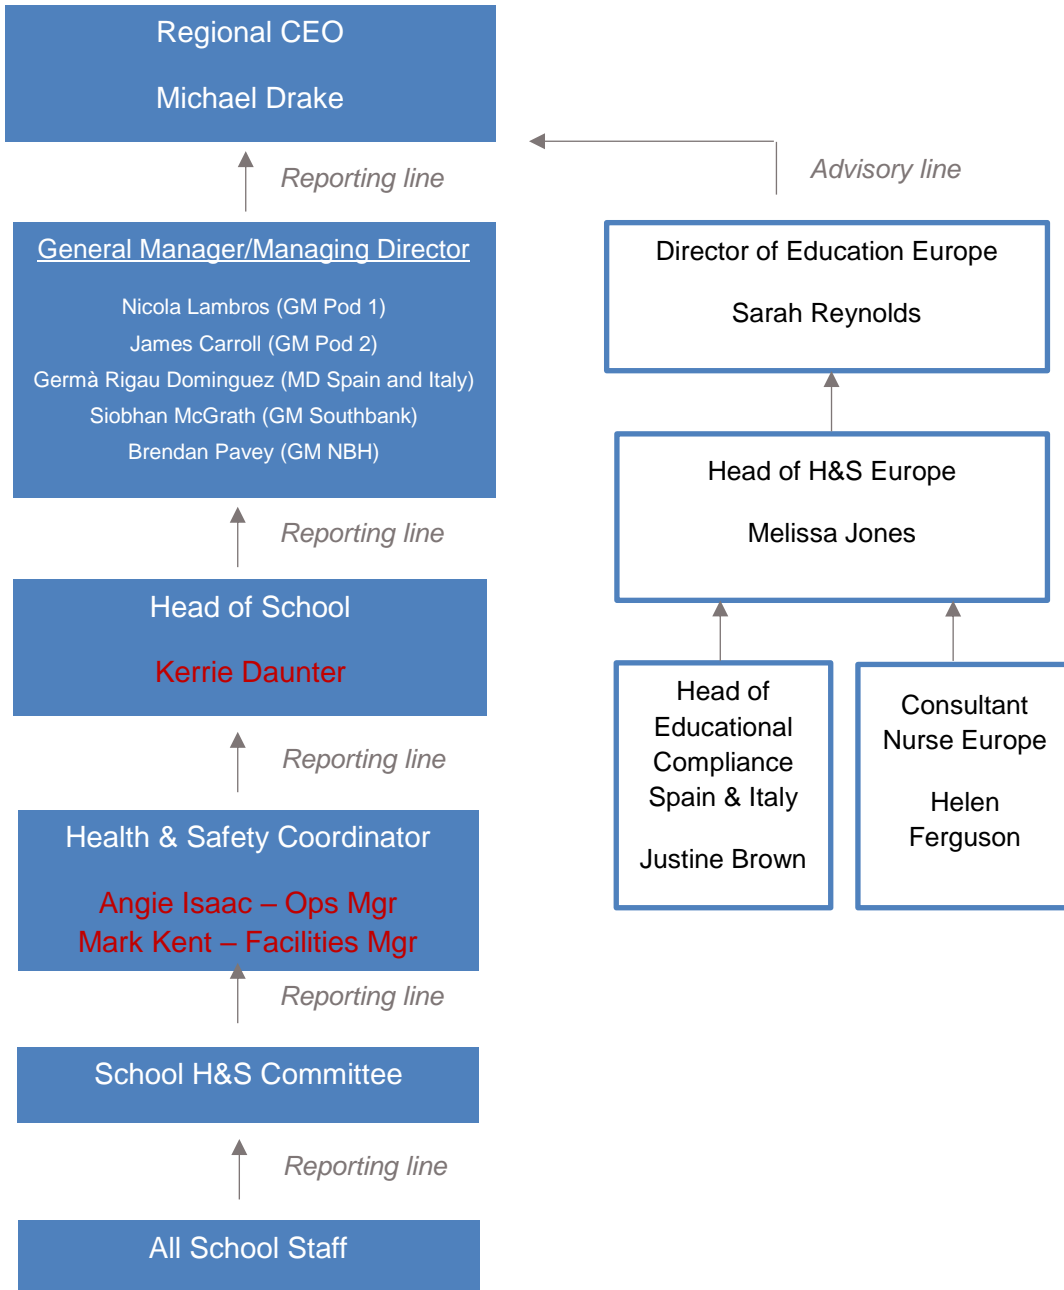 Regional CEO
Michael Drake
Reporting line
Advisory line
General Manager/Managing Director
Nicola Lambros (GM Pod 1)
James Carroll (GM Pod 2)
Germà Rigau Dominguez (MD Spain and Italy)
Siobhan McGrath (GM Southbank)
Brendan Pavey (GM NBH)
Director of Education Europe
Sarah Reynolds
Reporting line
Head of H&S Europe
Melissa Jones
Head of School
Kerrie Daunter
Reporting line
Head of
Educational
Compliance
Spain & Italy
Justine Brown
Consultant
Nurse Europe
Helen
Ferguson
Health & Safety Coordinator
Angie Isaac – Ops Mgr
Mark Kent – Facilities Mgr
Reporting line
School H&S Committee
Reporting line
All School Staff